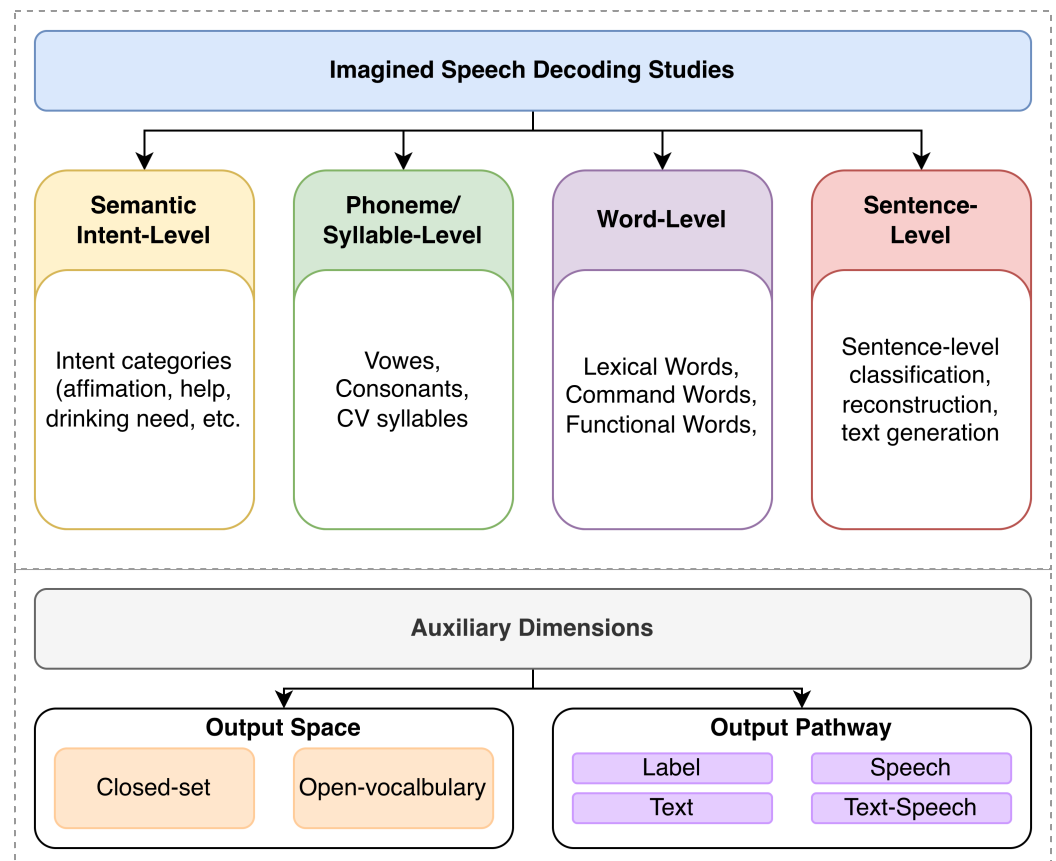 Imagined Speech Decoding Studies
Semantic
Intent-Level
Intent categories
(affimation, help,
drinking need, etc.
Phoneme/
Syllable-Level
Vowes,
Consonants,
CV syllables
Word-Level
Lexical Words,
Command Words,
Functional Words,
Sentence-
Level
Sentence-level
classification,
reconstruction,
text generation
Auxiliary Dimensions
Output Space
Closed-set
Open-vocalbulary
Output Pathway
Label
Speech
Text
Text-Speech